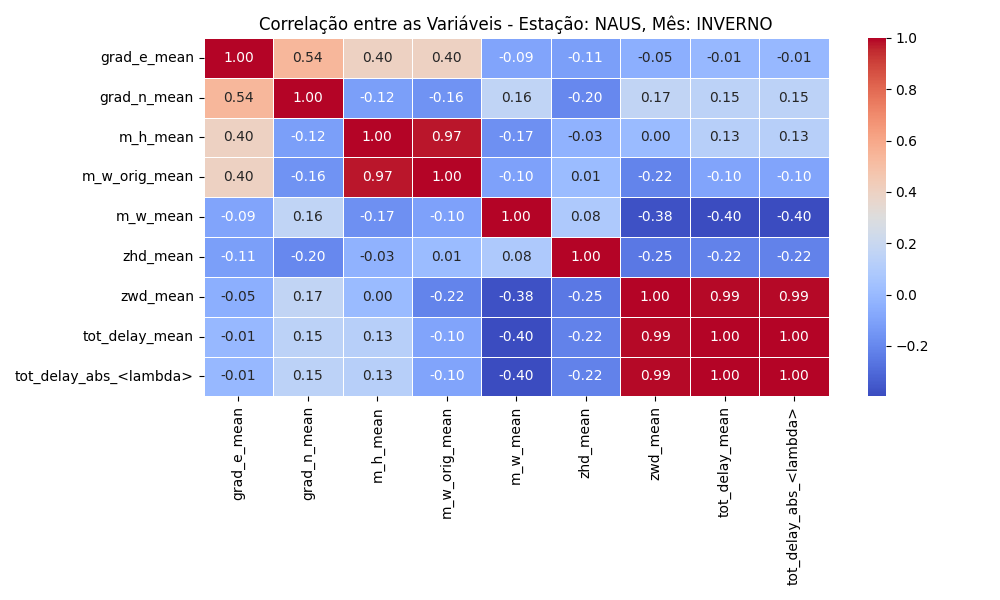 Correlação entre as Variáveis - Estação: NAUS, Mês: INVERNO
grad_e_mean 1.00 0.54 0.40 0.40 -0.09 -0.11 -0.05 -0.01 -0.01
grad_n_mean 0.54 1.00 -0.12 -0.16 0.16 -0.20 0.17 0.15 0.15
m_h_mean 0.40 -0.12 1.00 0.97 -0.17 -0.03 0.00 0.13 0.13
m_w_orig_mean 0.40 -0.16 0.97 1.00 -0.10 0.01 -0.22 -0.10 -0.10
m_w_mean -0.09 0.16 -0.17 -0.10 1.00 0.08 -0.38 -0.40 -0.40
zhd_mean -0.11 -0.20 -0.03 0.01 0.08 1.00 -0.25 -0.22 -0.22
zwd_mean -0.05 0.17 0.00 -0.22 -0.38 -0.25 1.00 0.99 0.99
tot_delay_mean -0.01 0.15 0.13 -0.10 -0.40 -0.22 0.99 1.00 1.00
tot_delay_abs_<lambda> -0.01 0.15 0.13 -0.10 -0.40 -0.22 0.99 1.00 1.00
grad_e_mean
grad_n_mean
m_h_mean
m_w_orig_mean
m_w_mean
zhd_mean
zwd_mean
tot_delay_mean
tot_delay_abs_<lambda>
1.0
0.8
0.6
0.4
0.2
0.0
−0.2